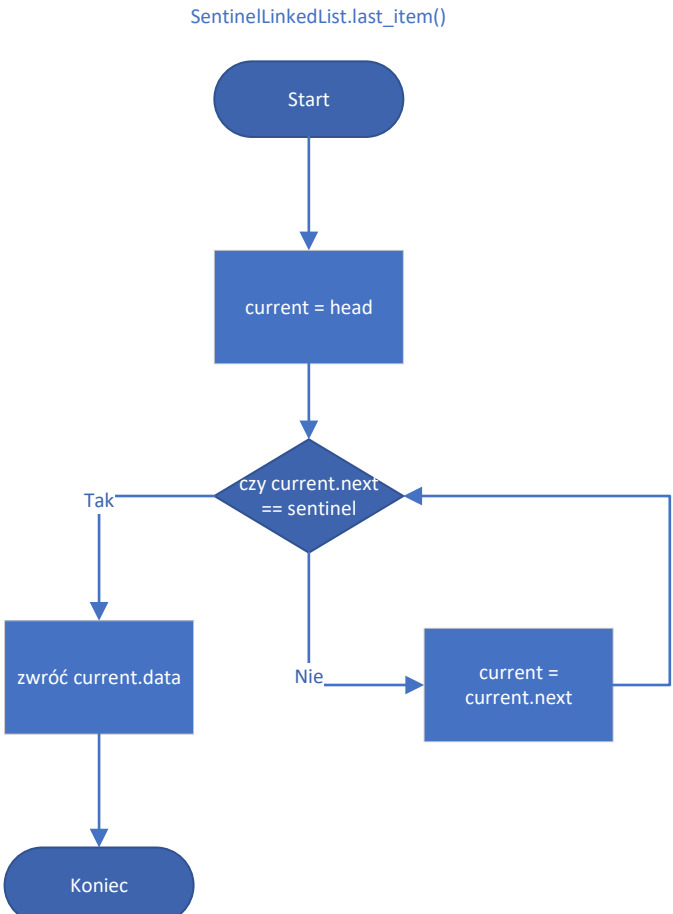 SentinelLinkedList.last_item()
Start
current = head
czy current.next
== sentinel
Tak
Nie
zwróć current.data
current =
current.next
Koniec